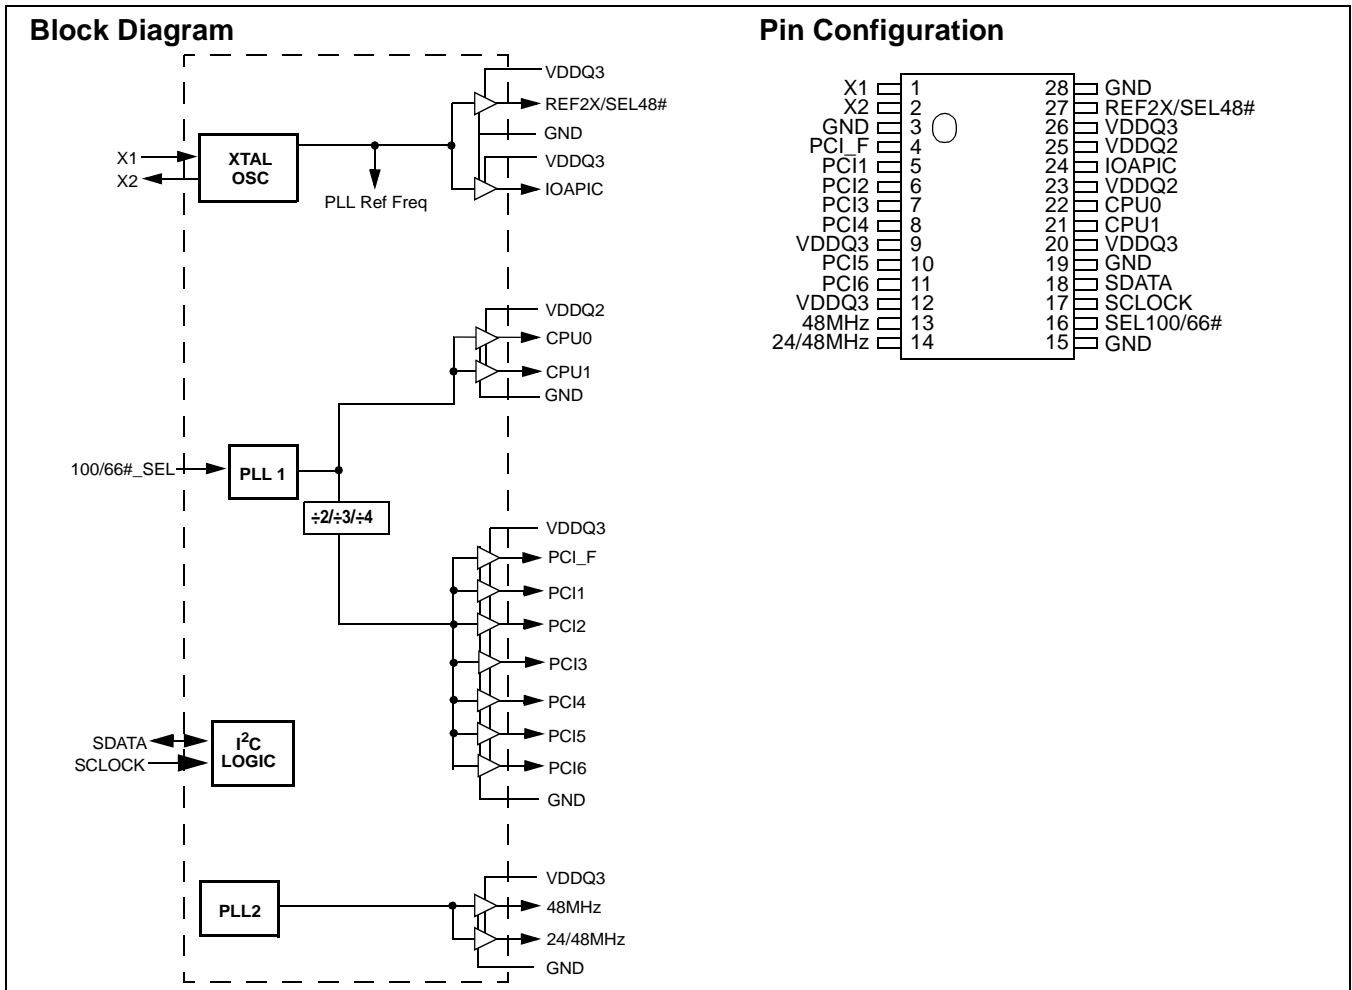 Block Diagram
VDDQ3
REF2X/SEL48#
GND
X1
X2
XTAL
OSC
VDDQ3
IOAPIC
PLL Ref Freq
VDDQ2
CPU0
CPU1
GND
100/66#_SEL
PLL 1
÷2/÷3/÷4
VDDQ3
PCI_F
PCI1
PCI2
PCI3
PCI4
PCI5
PCI6
GND
SDATA
SCLOCK
I²C
LOGIC
VDDQ3
PLL2
48MHz
24/48MHz
GND
Pin Configuration
X1 1 28 GND
X2 2 27 REF2X/SEL48#
GND 3 26 VDDQ3
PCI_F 4 25 VDDQ2
PCI1 5 24 IOAPIC
PCI2 6 23 VDDQ2
PCI3 7 22 CPU0
PCI4 8 21 CPU1
VDDQ3 9 20 VDDQ3
PCI5 10 19 GND
PCI6 11 18 SDATA
VDDQ3 12 17 SCLOCK
48MHz 13 16 SEL100/66#
24/48MHz 14 15 GND